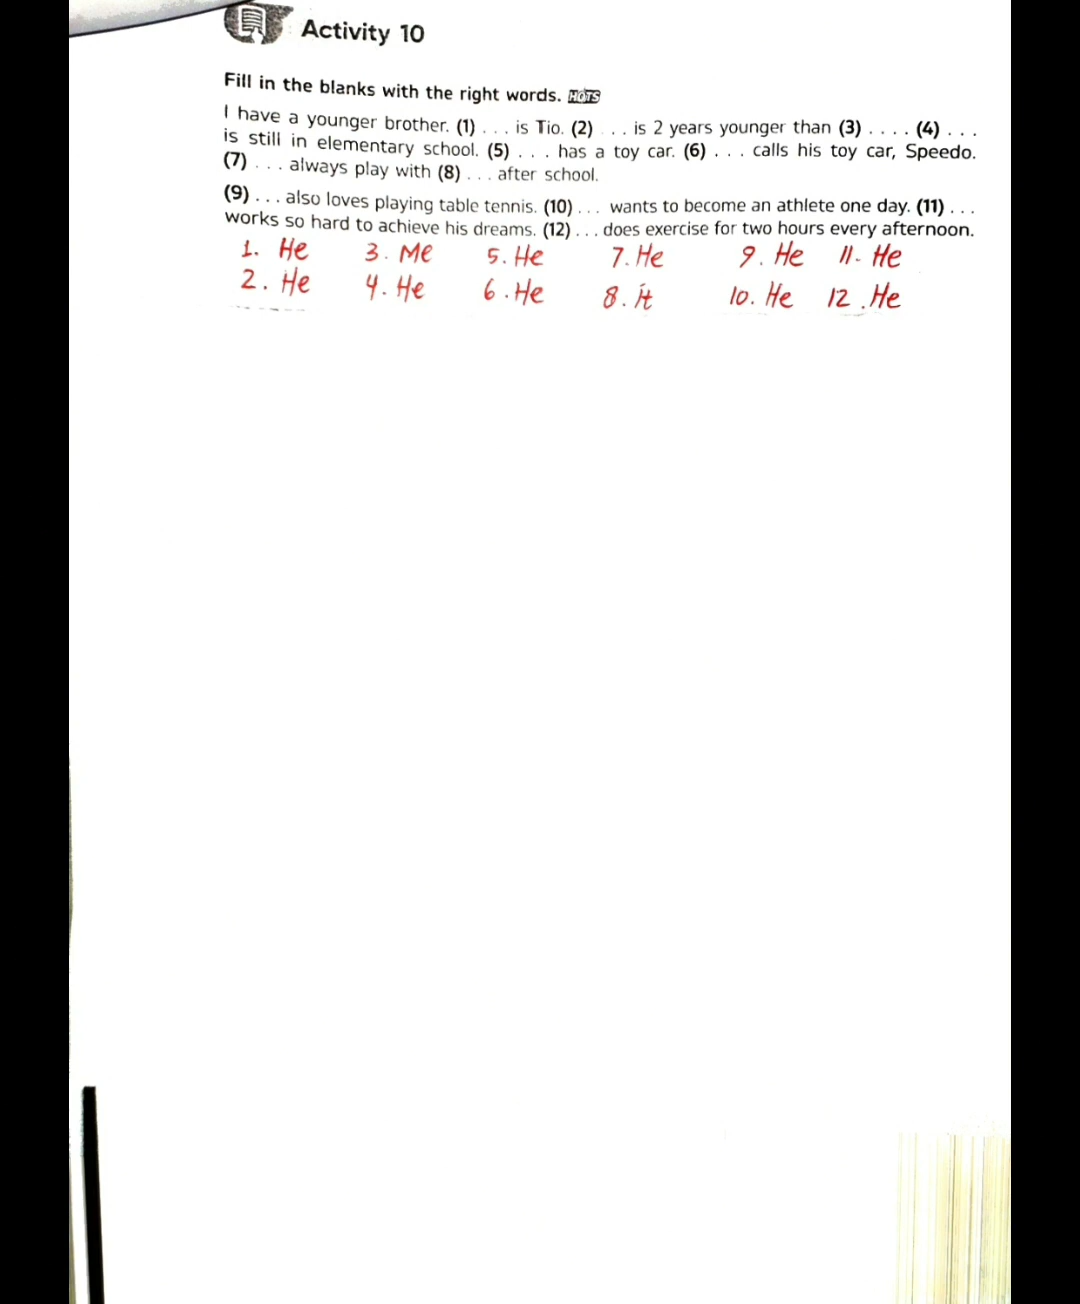 Activity 10
Fill in the blanks with the right words. HOTS
I have a younger brother. (1) . . . is Tio. (2) . . . is 2 years younger than (3) . . . . (4) . . .
is still in elementary school. (5) . . . has a toy car. (6) . . . calls his toy car, Speedo.
(7) . . . always play with (8) . . . after school.
(9) . . . also loves playing table tennis. (10) . . . wants to become an athlete one day. (11) . . .
works so hard to achieve his dreams. (12) . . . does exercise for two hours every afternoon.
1. He 3. Me 5. He 7. He 9. He 11. He
2. He 4. He 6. He 8. it 10. He 12. He